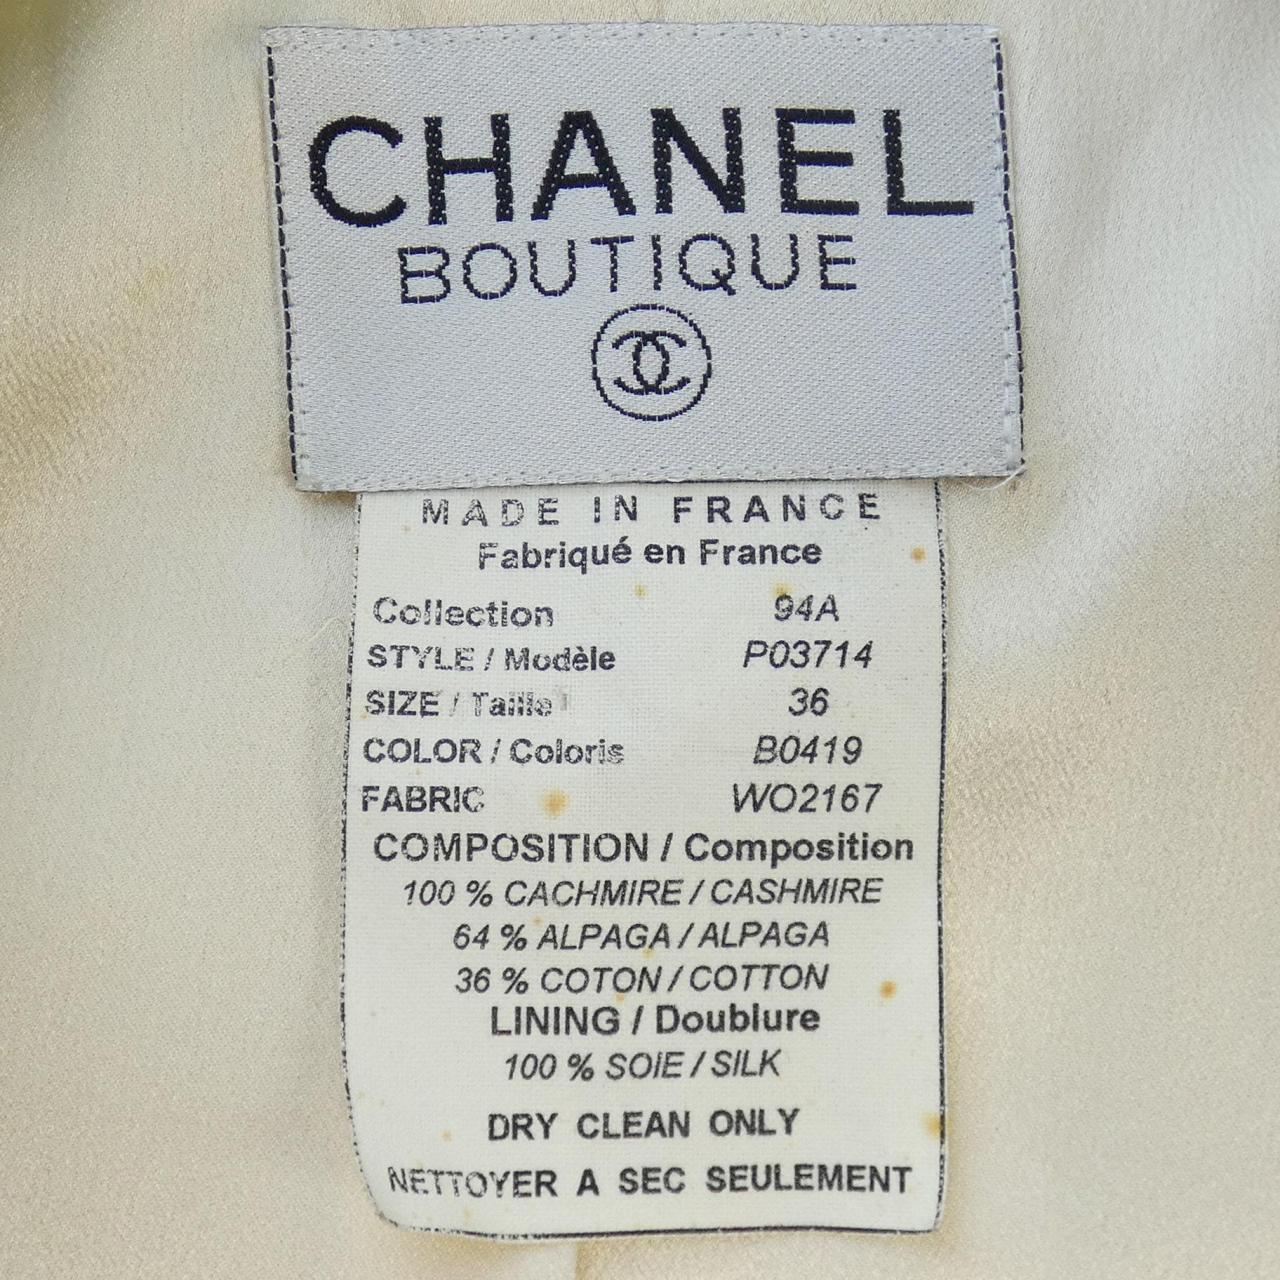 CHANEL
BOUTIQUE
MADE IN FRANCE
Fabriqué en France
Collection 94A
STYLE / Modèle P03714
SIZE / Taille 36
COLOR / Coloris B0419
FABRIC WO2167
COMPOSITION / Composition
100 % CACHMIRE / CASHMIRE
64 % ALPAGA / ALPAGA
36 % COTON / COTTON
LINING / Doublure
100 % SOIE / SILK
DRY CLEAN ONLY
NETTOYER A SEC SEULEMENT